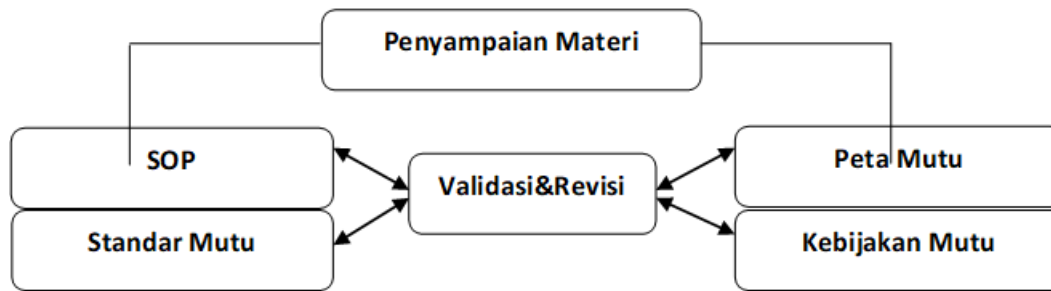 Penyampaian Materi
SOP
Validasi&Revisi
Peta Mutu
Standar Mutu
Kebijakan Mutu